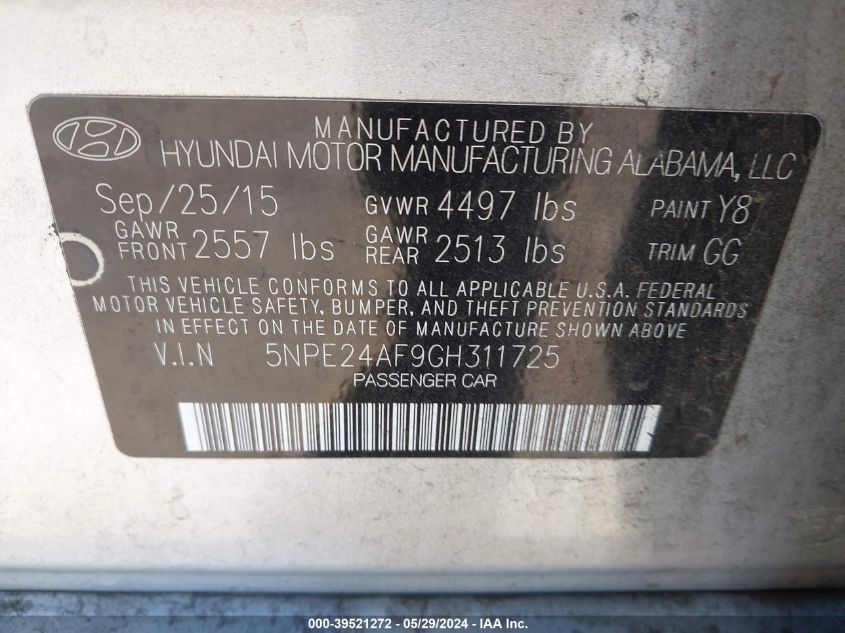 MANUFACTURED BY
HYUNDAI MOTOR MANUFACTURING ALABAMA, LLC
Sep/25/15 GVWR 4497 lbs PAINT Y8
GAWR FRONT 2557 lbs GAWR REAR 2513 lbs TRIM GG
THIS VEHICLE CONFORMS TO ALL APPLICABLE U.S.A. FEDERAL
MOTOR VEHICLE SAFETY, BUMPER, AND THEFT PREVENTION STANDARDS
IN EFFECT ON THE DATE OF MANUFACTURE SHOWN ABOVE
V.I.N 5NPE24AF9GH311725
PASSENGER CAR
000-39521272 - 05/29/2024 - IAA Inc.